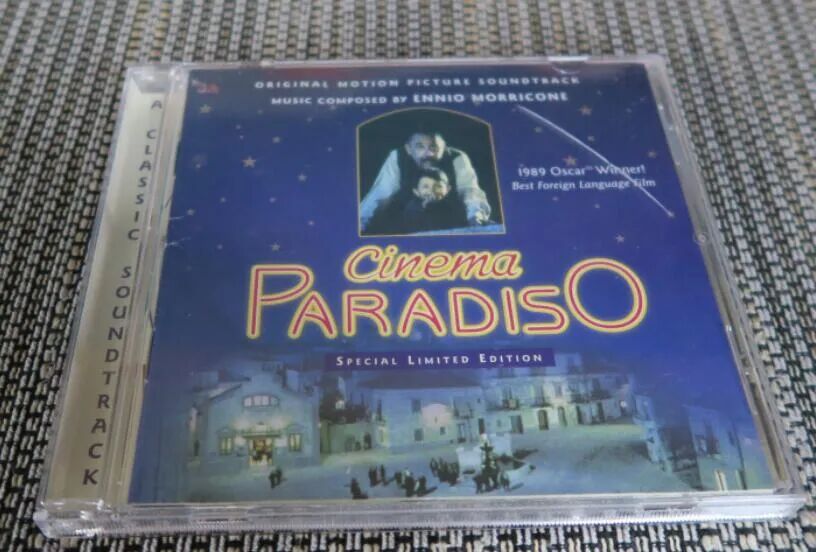 ORIGINAL MOTION PICTURE SOUNDTRACK
MUSIC COMPOSED BY ENNIO MORRICONE
1989 Oscar™ Winner!
Best Foreign Language Film
Cinema
PARADISO
SPECIAL LIMITED EDITION
A CLASSIC SOUNDTRACK